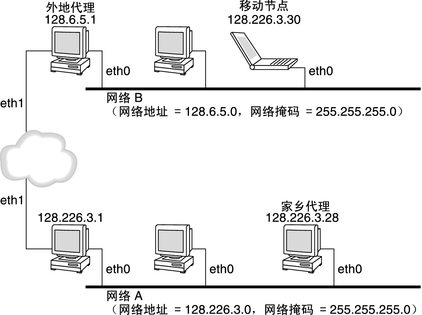 外地代理
128.6.5.1
移动节点
128.226.3.30
eth0
eth0
eth1
网络 B
（网络地址 = 128.6.5.0，网络掩码 = 255.255.255.0）
eth1
家乡代理
128.226.3.1
128.226.3.28
eth0
eth0
eth0
网络 A
（网络地址 = 128.226.3.0，网络掩码 = 255.255.255.0）